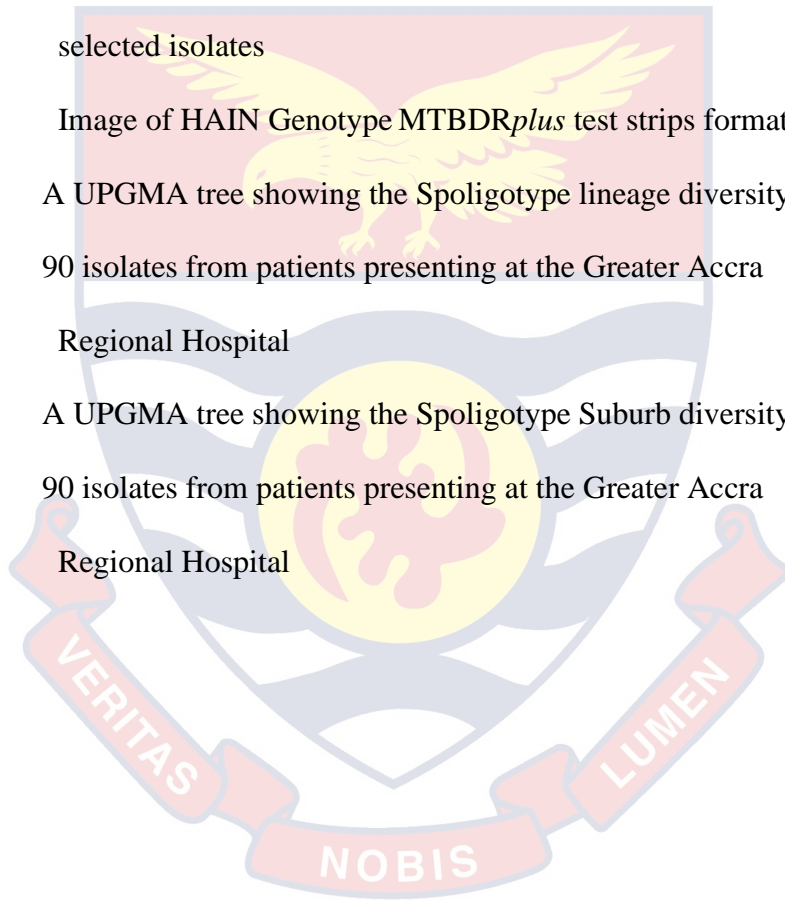 selected isolates
Image of HAIN Genotype MTBDRplus test strips format
A UPGMA tree showing the Spoligotype lineage diversity
90 isolates from patients presenting at the Greater Accra
Regional Hospital
A UPGMA tree showing the Spoligotype Suburb diversity
90 isolates from patients presenting at the Greater Accra
Regional Hospital
VERITAS
NOBIS
LUMEN